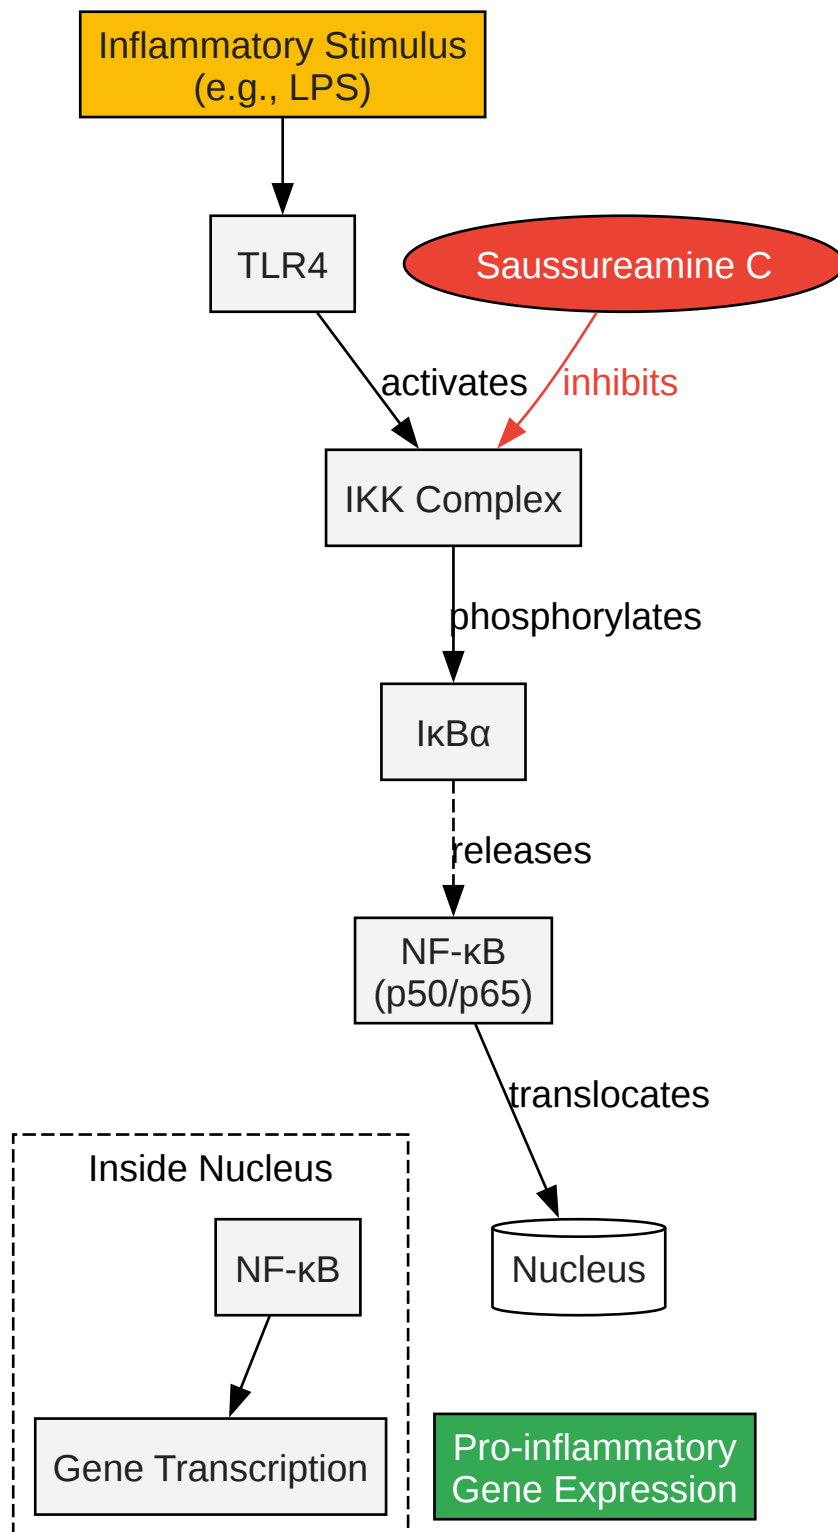 Inflammatory Stimulus
(e.g., LPS)
TLR4
Saussureamine C
activates
inhibits
IKK Complex
phosphorylates
IκBα
releases
NF-κB
(p50/p65)
translocates
Inside Nucleus
NF-κB
Nucleus
Gene Transcription
Pro-inflammatory
Gene Expression